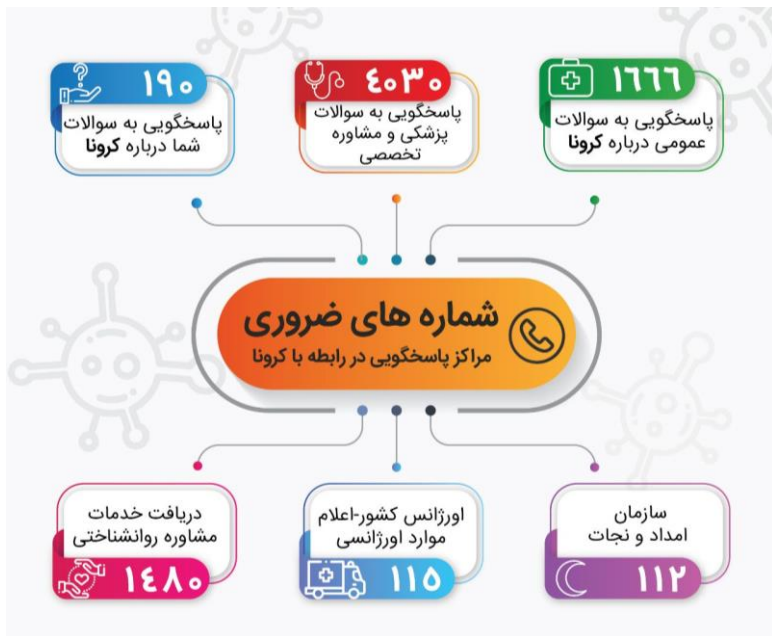 ۱۶۶۶
پاسخگویی به سوالات
عمومی درباره کرونا
۴۰۳۰
پاسخگویی به سوالات
پزشکی و مشاوره
تخصصی
۱۹۰
پاسخگویی به سوالات
شما درباره کرونا
شماره های ضروری
مراکز پاسخگویی در رابطه با کرونا
سازمان
امداد و نجات
۱۱۲
اورژانس کشور-اعلام
موارد اورژانسی
۱۱۵
دریافت خدمات
مشاوره روانشناختی
۱۴۸۰